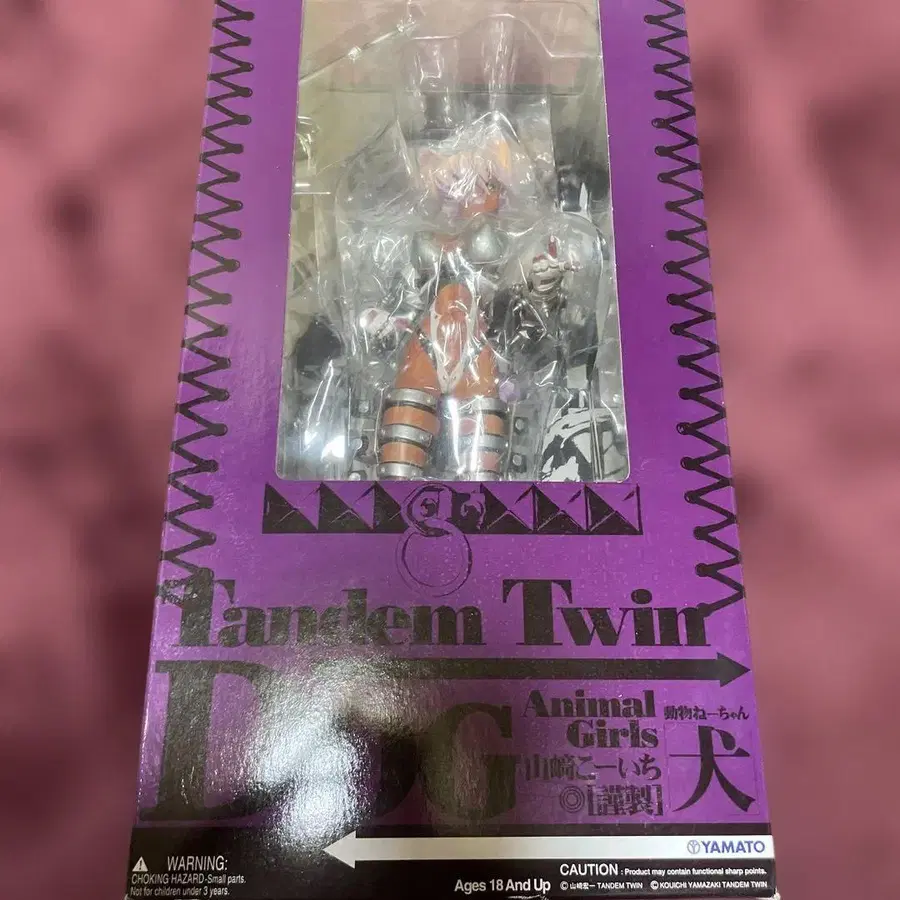 Tandem Twin
DOG
Animal
Girls
動物ねーちゃん
山崎こーいち
◎[謹製]
犬
YAMATO
WARNING:
CHOKING HAZARD-Small parts.
Not for children under 3 years.
Ages 18 And Up
CAUTION : Product may contain functional sharp points.
© 山崎宏一 TANDEM TWIN © KOUICHI YAMAZAKI TANDEM TWIN